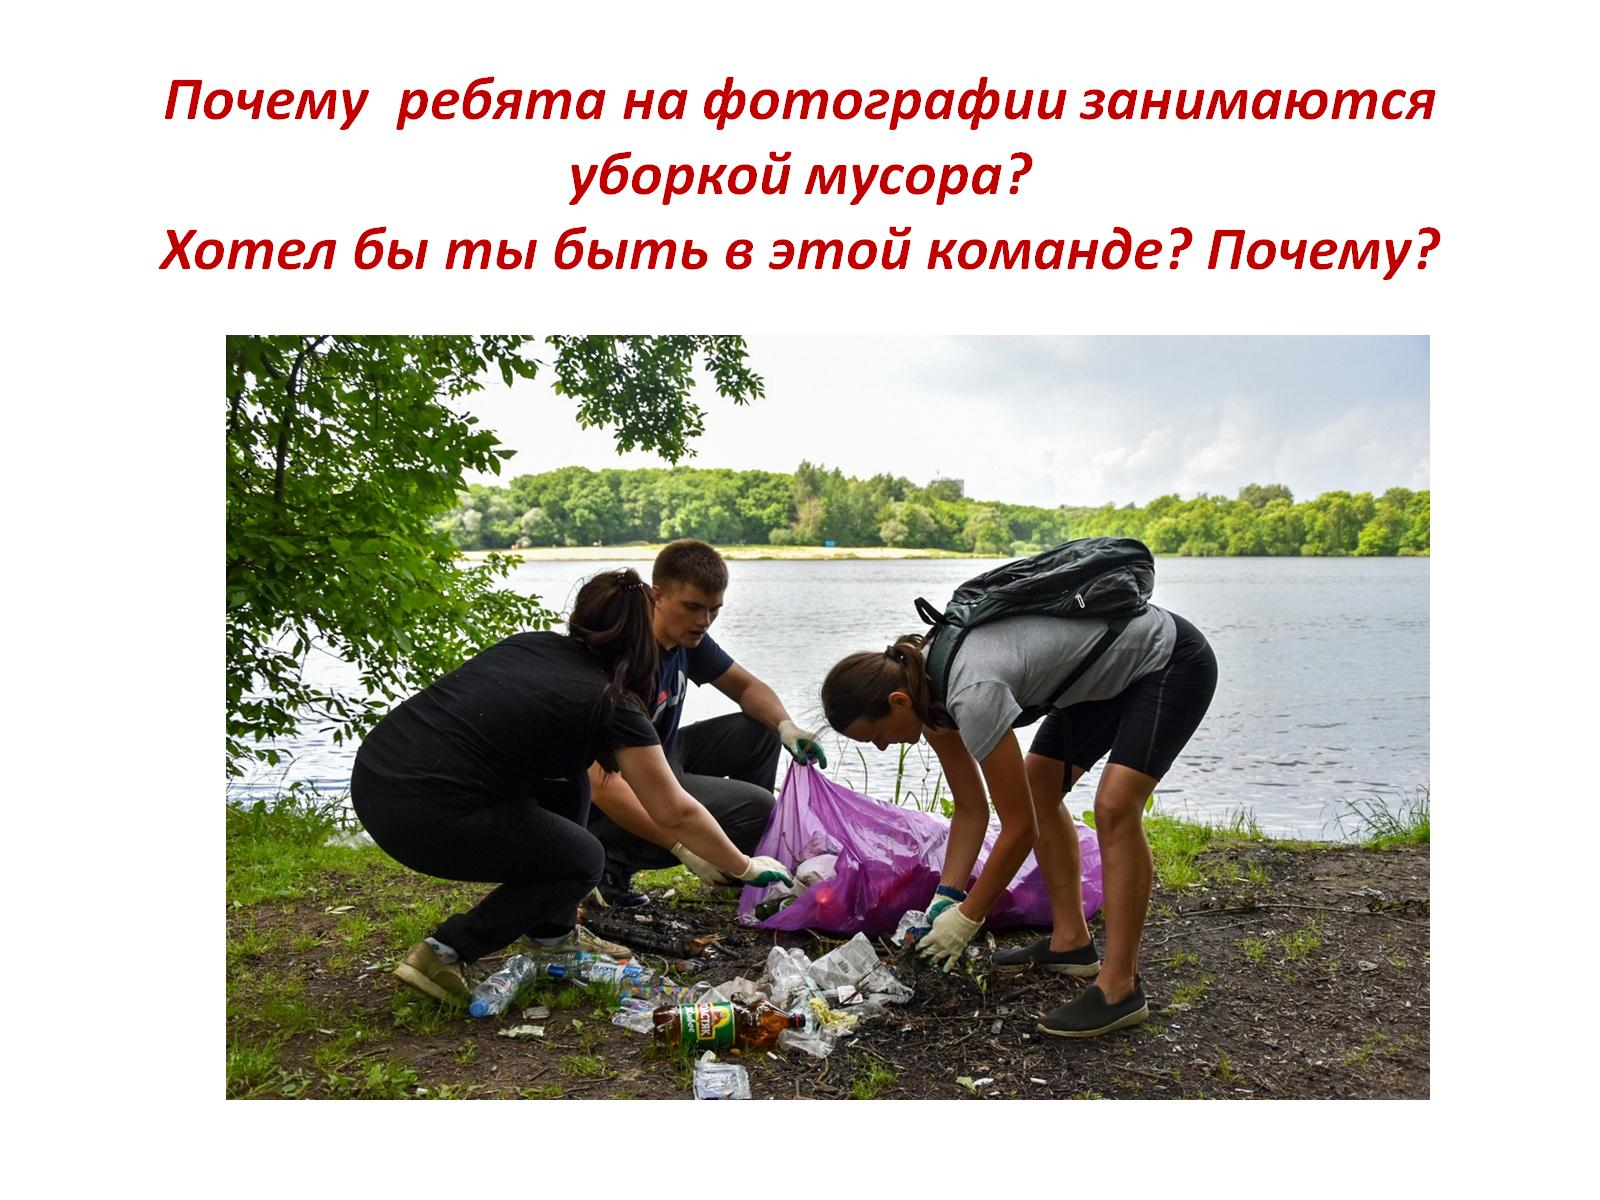 Почему  ребята на фотографии занимаются
уборкой мусора?
Хотел бы ты быть в этой команде? Почему?